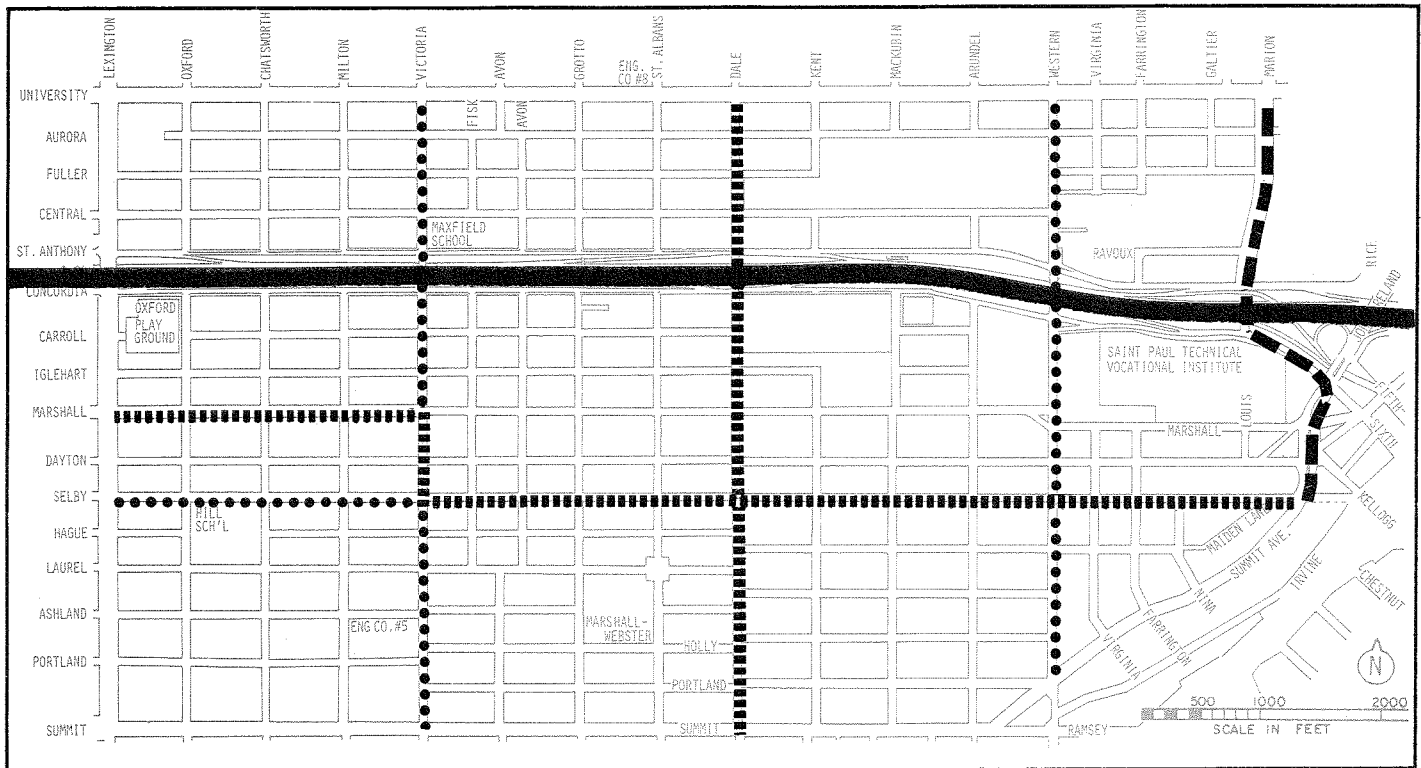 LEXINGTON
OXFORD
CHATSWORTH
MILTON
VICTORIA
AVON
GROTTO
ENG.
CO #8
ST. ALBANS
DALE
KENT
MACKUBIN
ARUNDEL
WESTERN
VIRGINIA
FARRINGTON
GALTIER
MARION
UNIVERSITY
FISK
AVON
AURORA
FULLER
CENTRAL
MAXFIELD
SCHOOL
ST. ANTHONY
RAVOUX
RICE
CONCORDIA
OXFORD
PLAY
GROUND
CARROLL
SAINT PAUL TECHNICAL
VOCATIONAL INSTITUTE
IGLEHART
FIFTH
MARSHALL
LOUIS
MARSHALL
SIXTH
DAYTON
SELBY
KELLOGG
HILL
SCH'L
HAGUE
MAIDEN LANE
SUMMIT AVE.
IRVINE
LAUREL
CHESTNUT
NINA
ASHLAND
ENG CO. #5
MARSHALL-
WEBSTER
HOLLY
FARRINGTON
VIRGINIA
PORTLAND
PORTLAND
N
500 1000 2000
SCALE IN FEET
SUMMIT
SUMMIT
RAMSEY